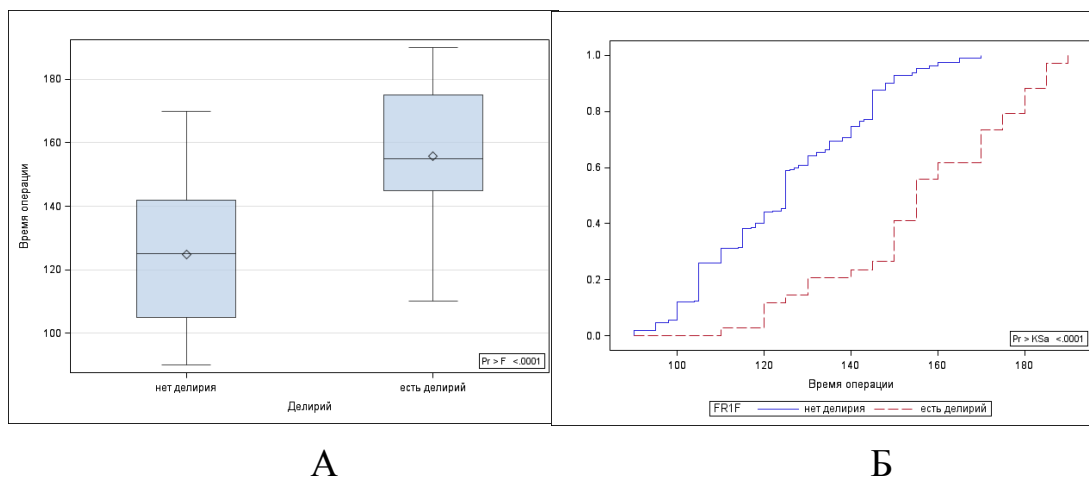 180
160
140
120
100
Время операции
Pr > F <.0001
нет делирия
есть делирий
Делирий
А
1.0
0.8
0.6
0.4
0.2
0.0
Pr > KSa <.0001
100 120 140 160 180
Время операции
FR1F нет делирия есть делирий
Б